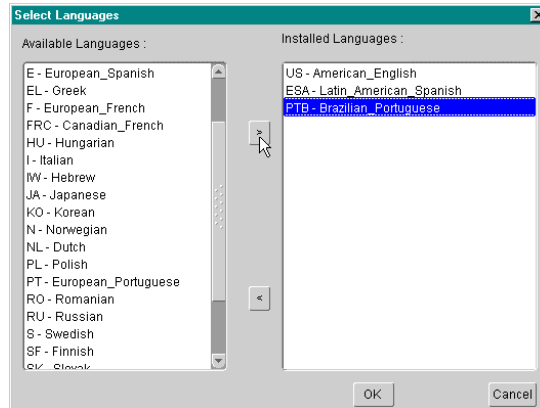 Select Languages
Available Languages :
E - European_Spanish
EL - Greek
F - European_French
FRC - Canadian_French
HU - Hungarian
I - Italian
IW - Hebrew
JA - Japanese
KO - Korean
N - Norwegian
NL - Dutch
PL - Polish
PT - European_Portuguese
RO - Romanian
RU - Russian
S - Swedish
SF - Finnish
SK - Slovak
>
<
Installed Languages :
US - American_English
ESA - Latin_American_Spanish
PTB - Brazilian_Portuguese
OK
Cancel